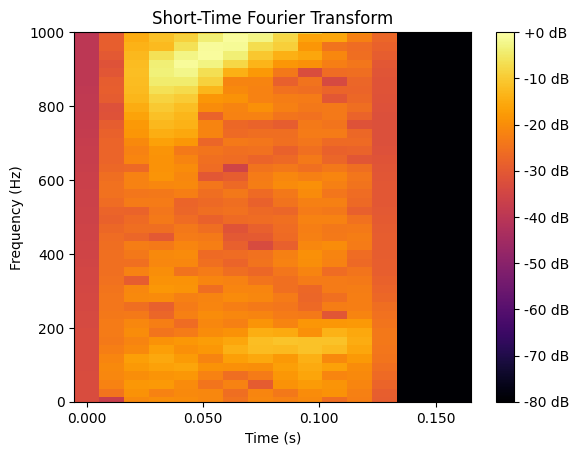 Short-Time Fourier Transform
1000
800
600
400
200
0
Frequency (Hz)
0.000
0.050
0.100
0.150
Time (s)
+0 dB
-10 dB
-20 dB
-30 dB
-40 dB
-50 dB
-60 dB
-70 dB
-80 dB